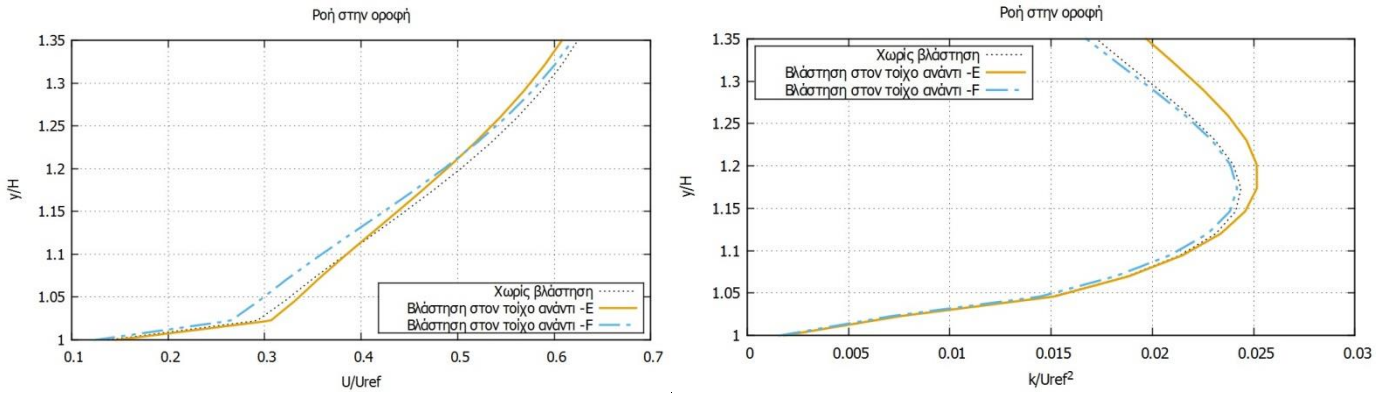 Ροή στην οροφή
1.35
1.3
1.25
1.2
1.15
1.1
1.05
1
y/H
Χωρίς βλάστηση
Βλάστηση στον τοίχο ανάντι -E
Βλάστηση στον τοίχο ανάντι -F
0.1 0.2 0.3 0.4 0.5 0.6 0.7
U/Uref
Ροή στην οροφή
1.35
1.3
1.25
1.2
1.15
1.1
1.05
1
y/H
Χωρίς βλάστηση
Βλάστηση στον τοίχο ανάντι -E
Βλάστηση στον τοίχο ανάντι -F
0 0.005 0.01 0.015 0.02 0.025 0.03
k/Uref²